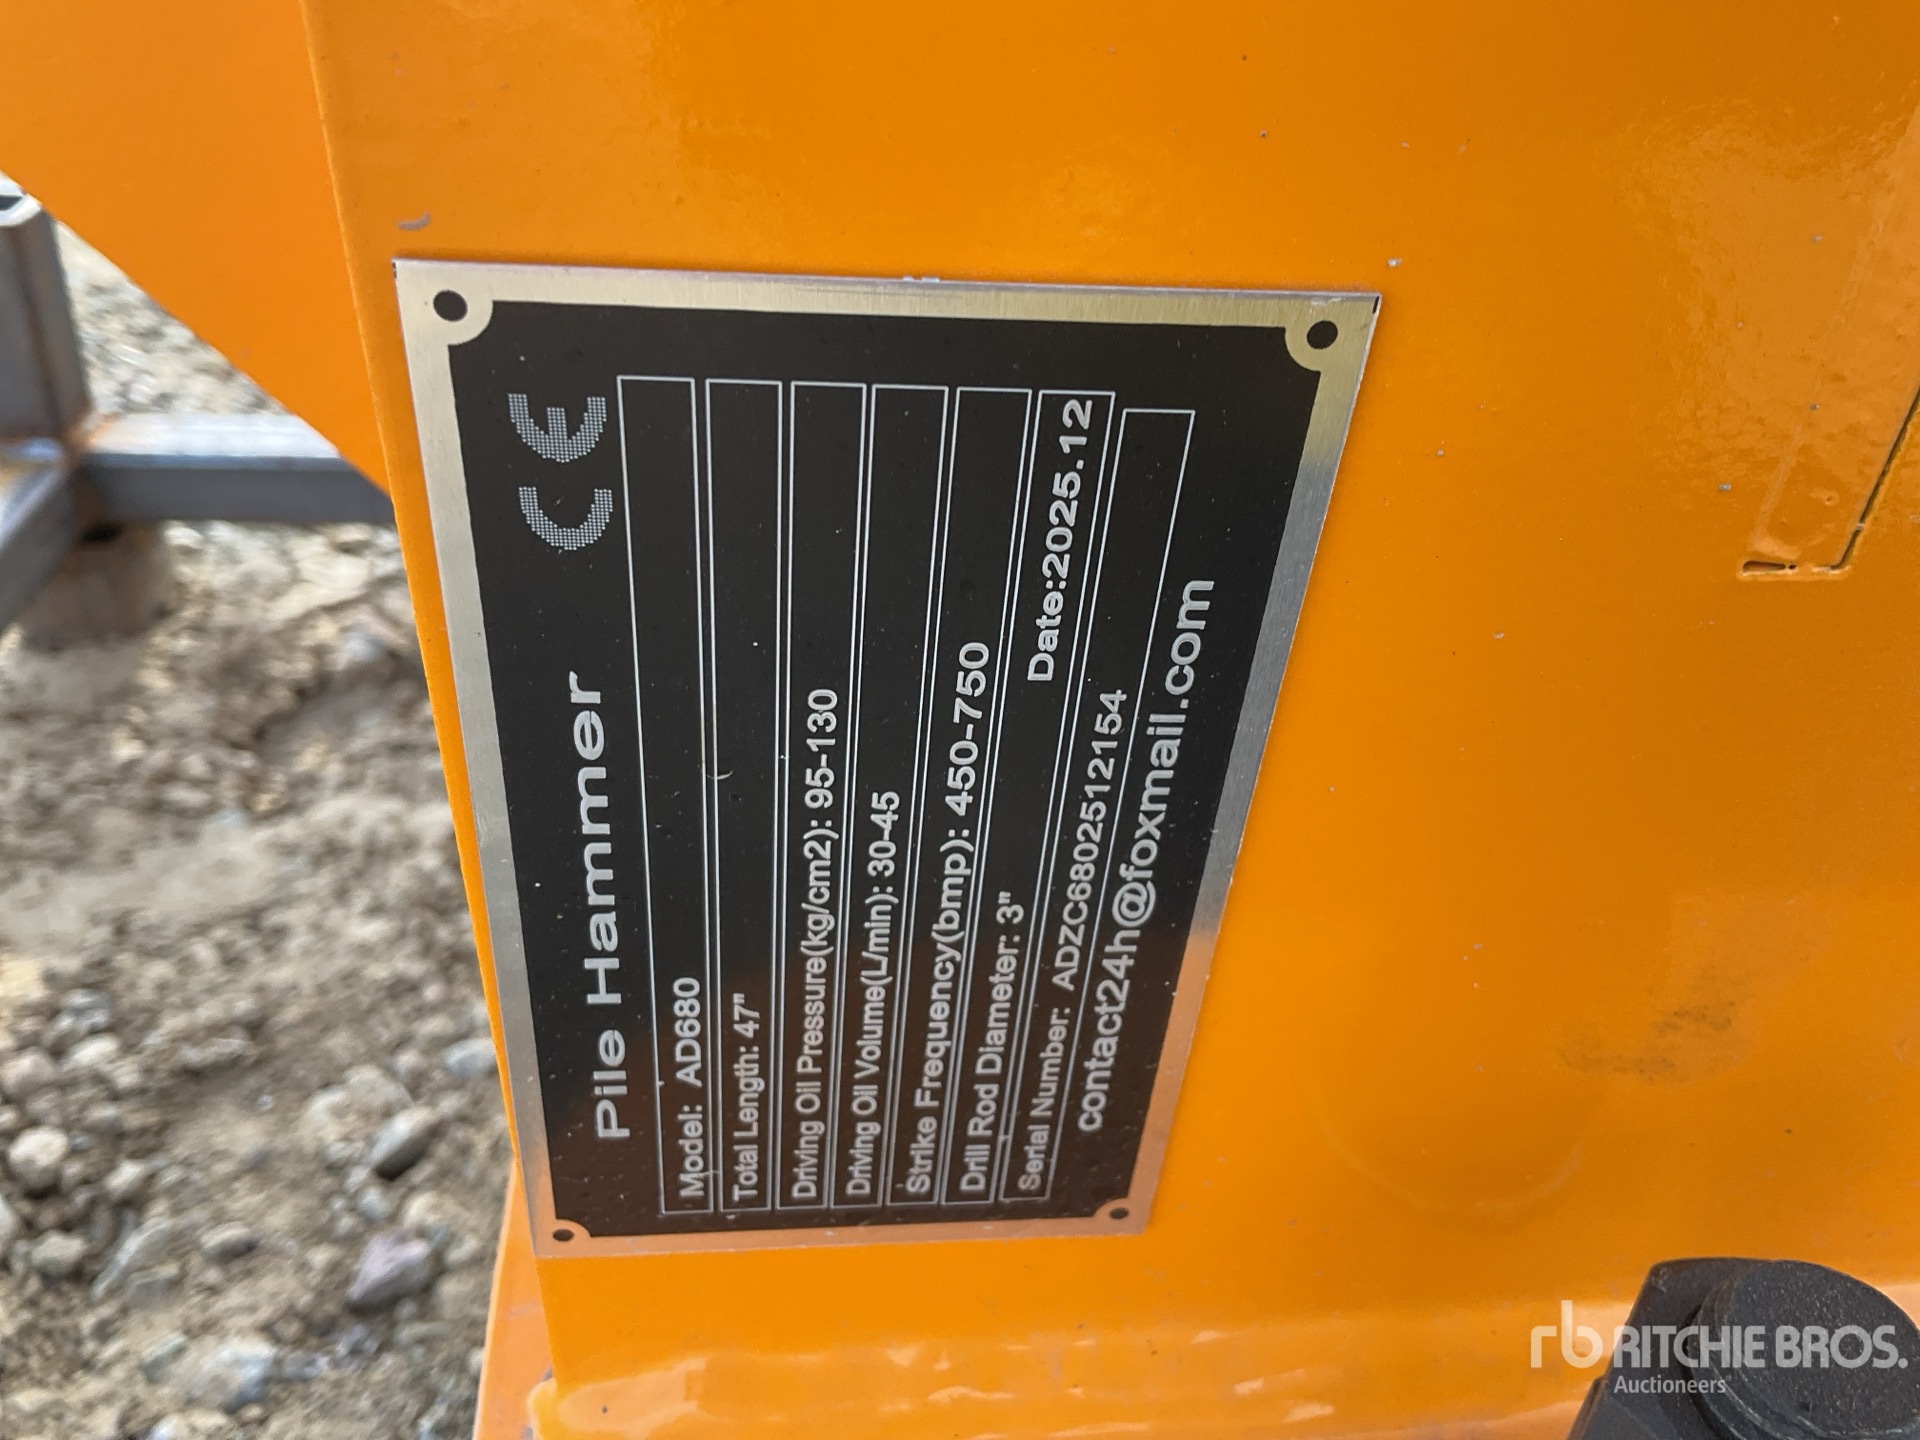 Pile Hammer CE
Model: AD680
Total Length: 47"
Driving Oil Pressure(kg/cm2): 95-130
Driving Oil Volume(L/min): 30-45
Strike Frequency(bmp): 450-750
Drill Rod Diameter: 3"
Date:2025.12
Serial Number: ADZC6802512154
contact24h@foxmail.com
rb RITCHIE BROS.
Auctioneers